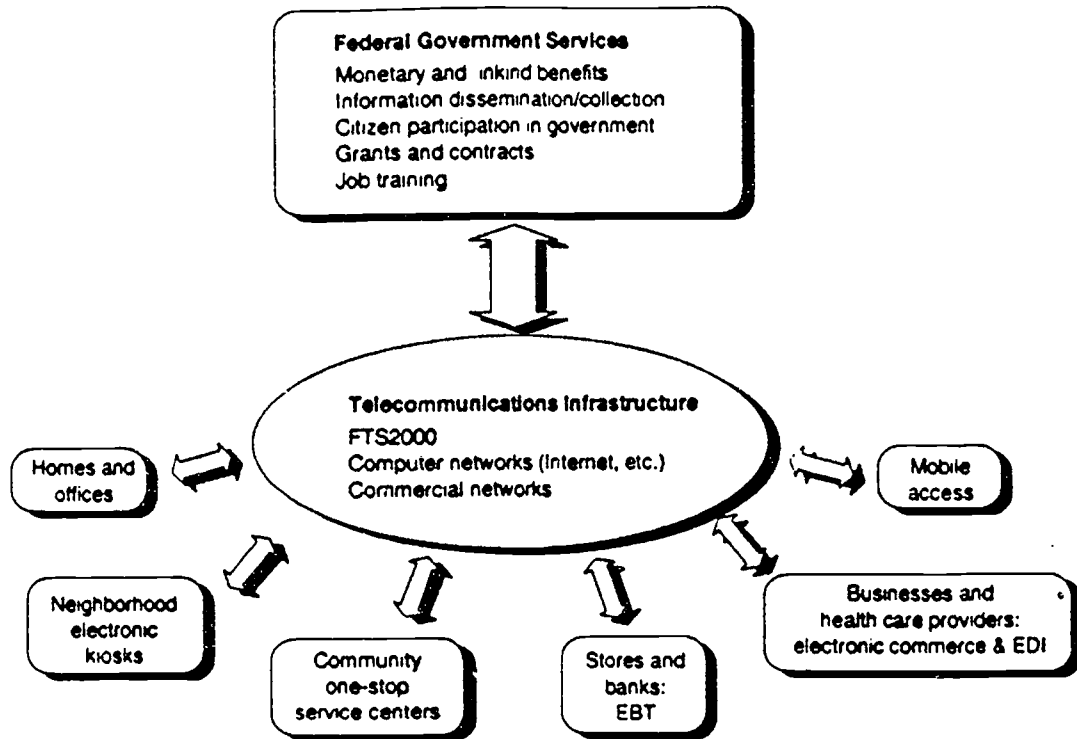 Federal Government Services
Monetary and inkind benefits
Information dissemination/collection
Citizen participation in government
Grants and contracts
Job training
Telecommunications Infrastructure
FTS2000
Computer networks (Internet, etc.)
Commercial networks
Homes and
offices
Mobile
access
Neighborhood
electronic
kiosks
Community
one-stop
service centers
Stores and
banks:
EBT
Businesses and
health care providers:
electronic commerce & EDI